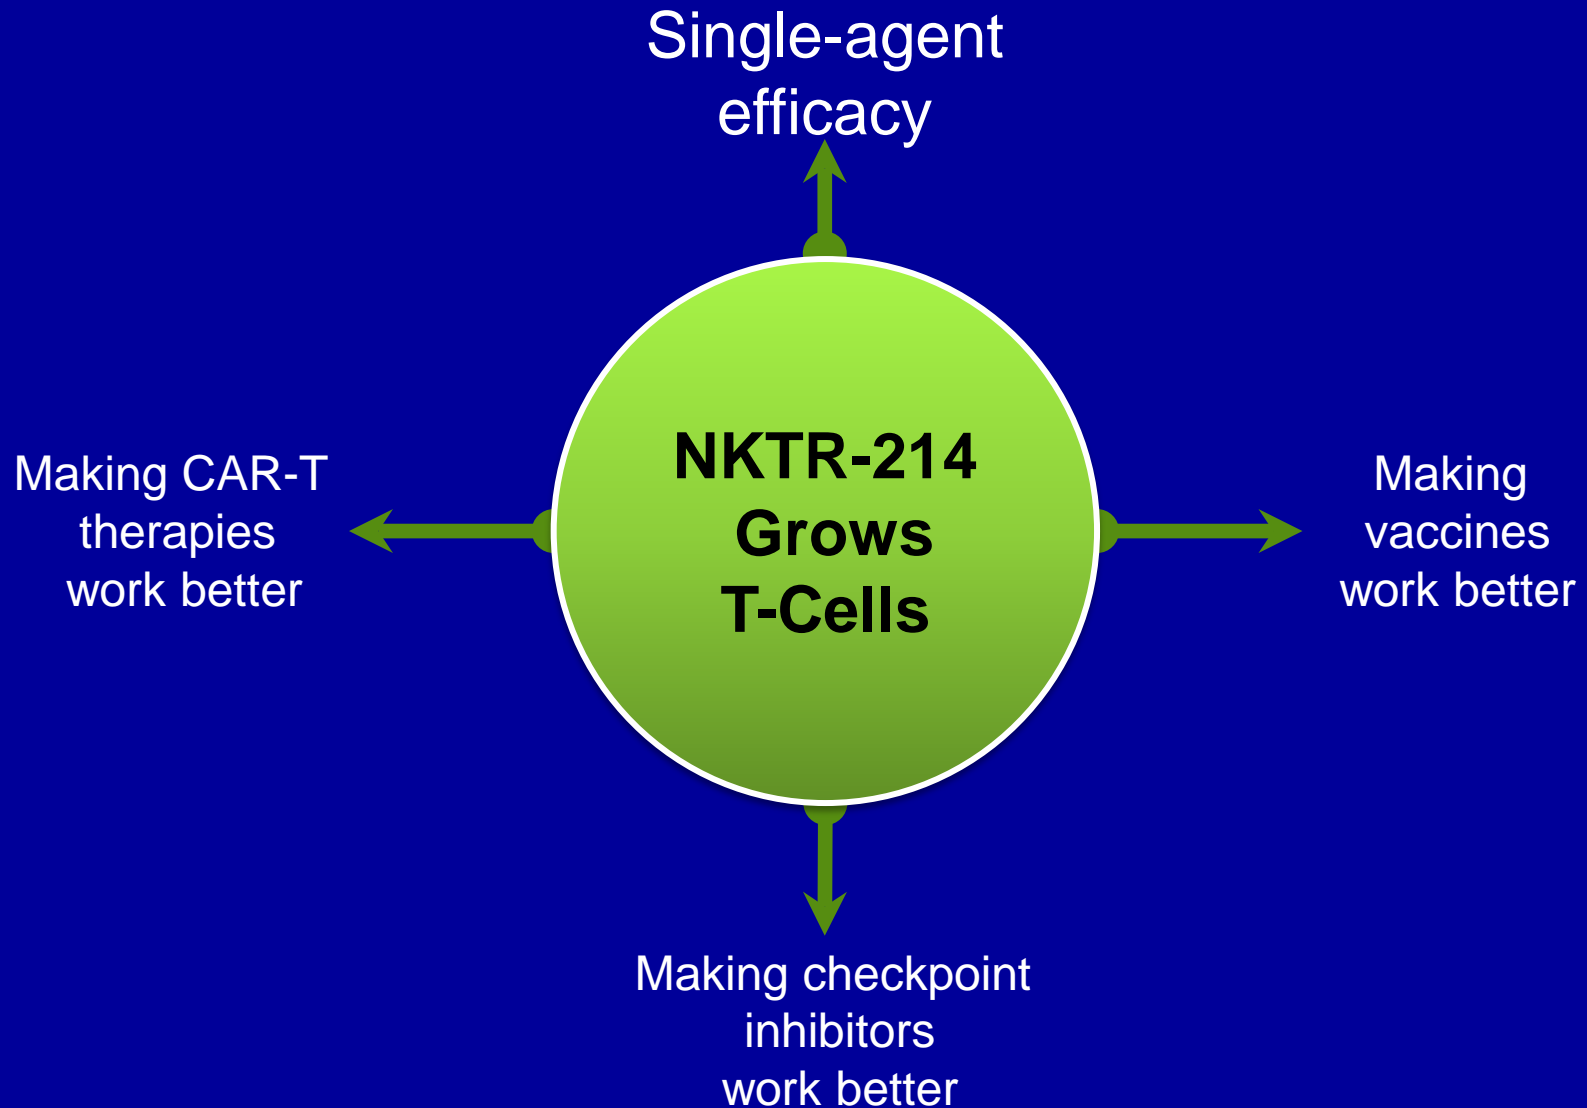 Single-agent
efficacy
Making CAR-T
therapies
work better
NKTR-214
Grows
T-Cells
Making
vaccines
work better
Making checkpoint
inhibitors
work better